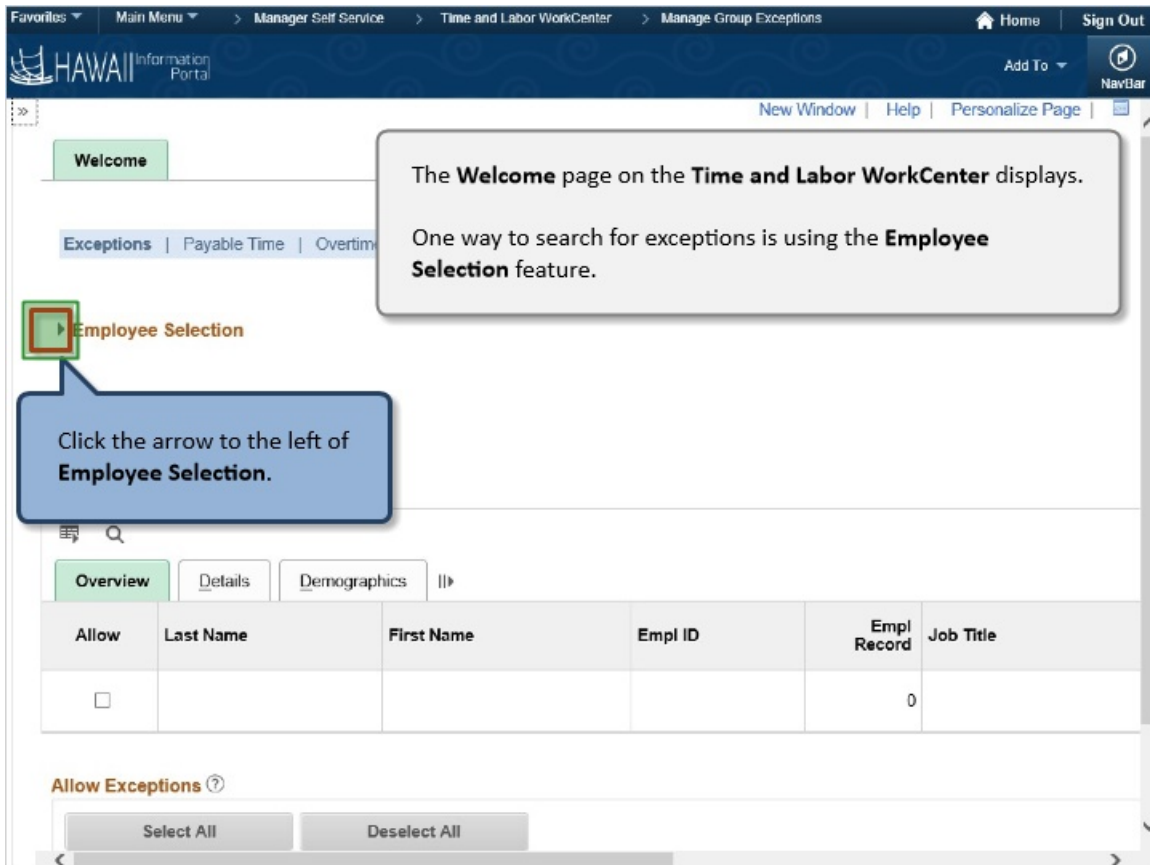 Favorites Main Menu > Manager Self Service > Time and Labor WorkCenter > Manage Group Exceptions Home Sign Out
HAWAII Information Portal Add To NavBar
New Window | Help | Personalize Page |
Welcome
The Welcome page on the Time and Labor WorkCenter displays.
One way to search for exceptions is using the Employee
Selection feature.
Exceptions | Payable Time | Overtim
Employee Selection
Click the arrow to the left of
Employee Selection.
Overview Details Demographics
Allow Last Name First Name Empl ID Empl Record Job Title
0
Allow Exceptions ?
Select All Deselect All